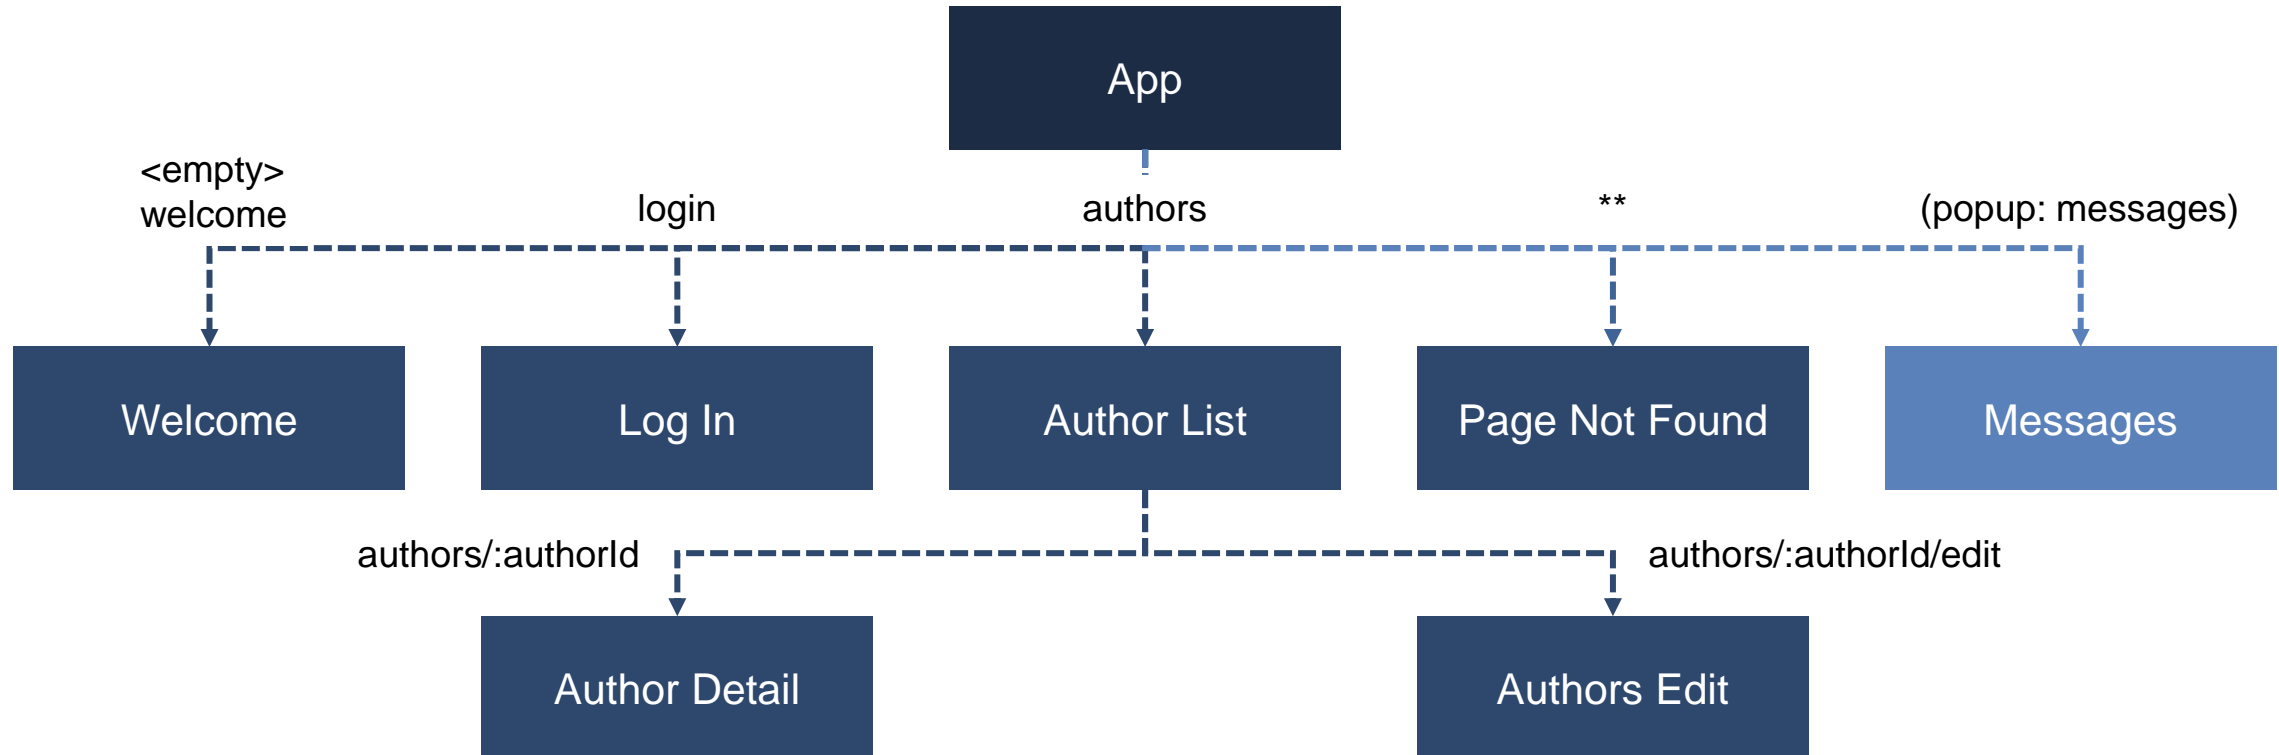 App
<empty>
welcome
login
authors
**
(popup: messages)
Welcome
Log In
Author List
Page Not Found
Messages
authors/:authorId
authors/:authorId/edit
Author Detail
Authors Edit